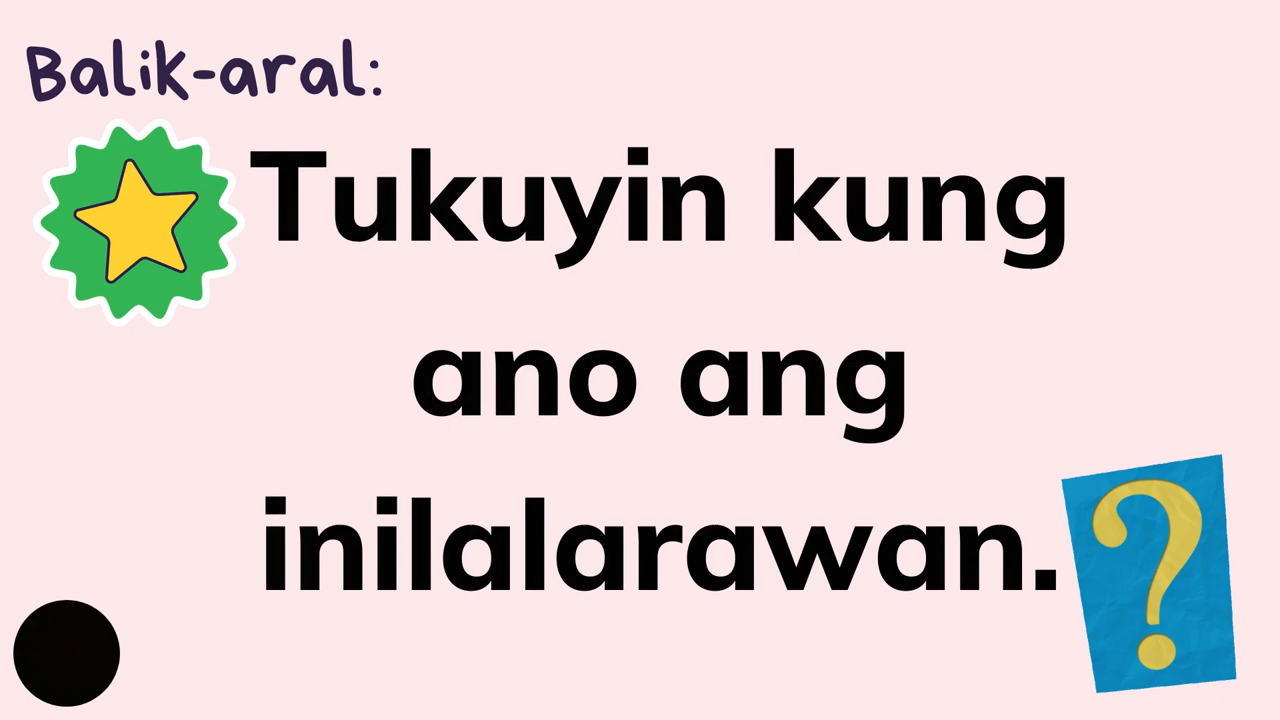 Balik-aral:
Tukuyin kung
ano ang
inilalarawan.
?